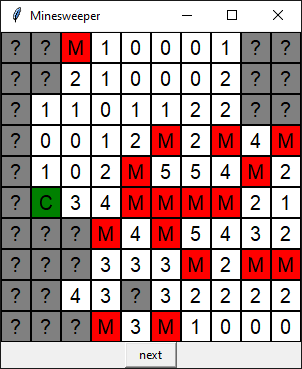 Minesweeper
? ? M 1 0 0 0 1 ? ?
? ? 2 1 0 0 0 2 ? ?
? 1 1 0 1 1 2 2 ? ?
? 0 0 1 2 M 2 M 4 M
? 1 0 2 M 5 5 4 M 2
? C 3 4 M M M M 2 1
? ? ? M 4 M 5 4 3 2
? ? ? 3 3 3 M 2 M M
? ? 4 3 ? 3 2 2 2 2
? ? ? M 3 M 1 0 0 0
next